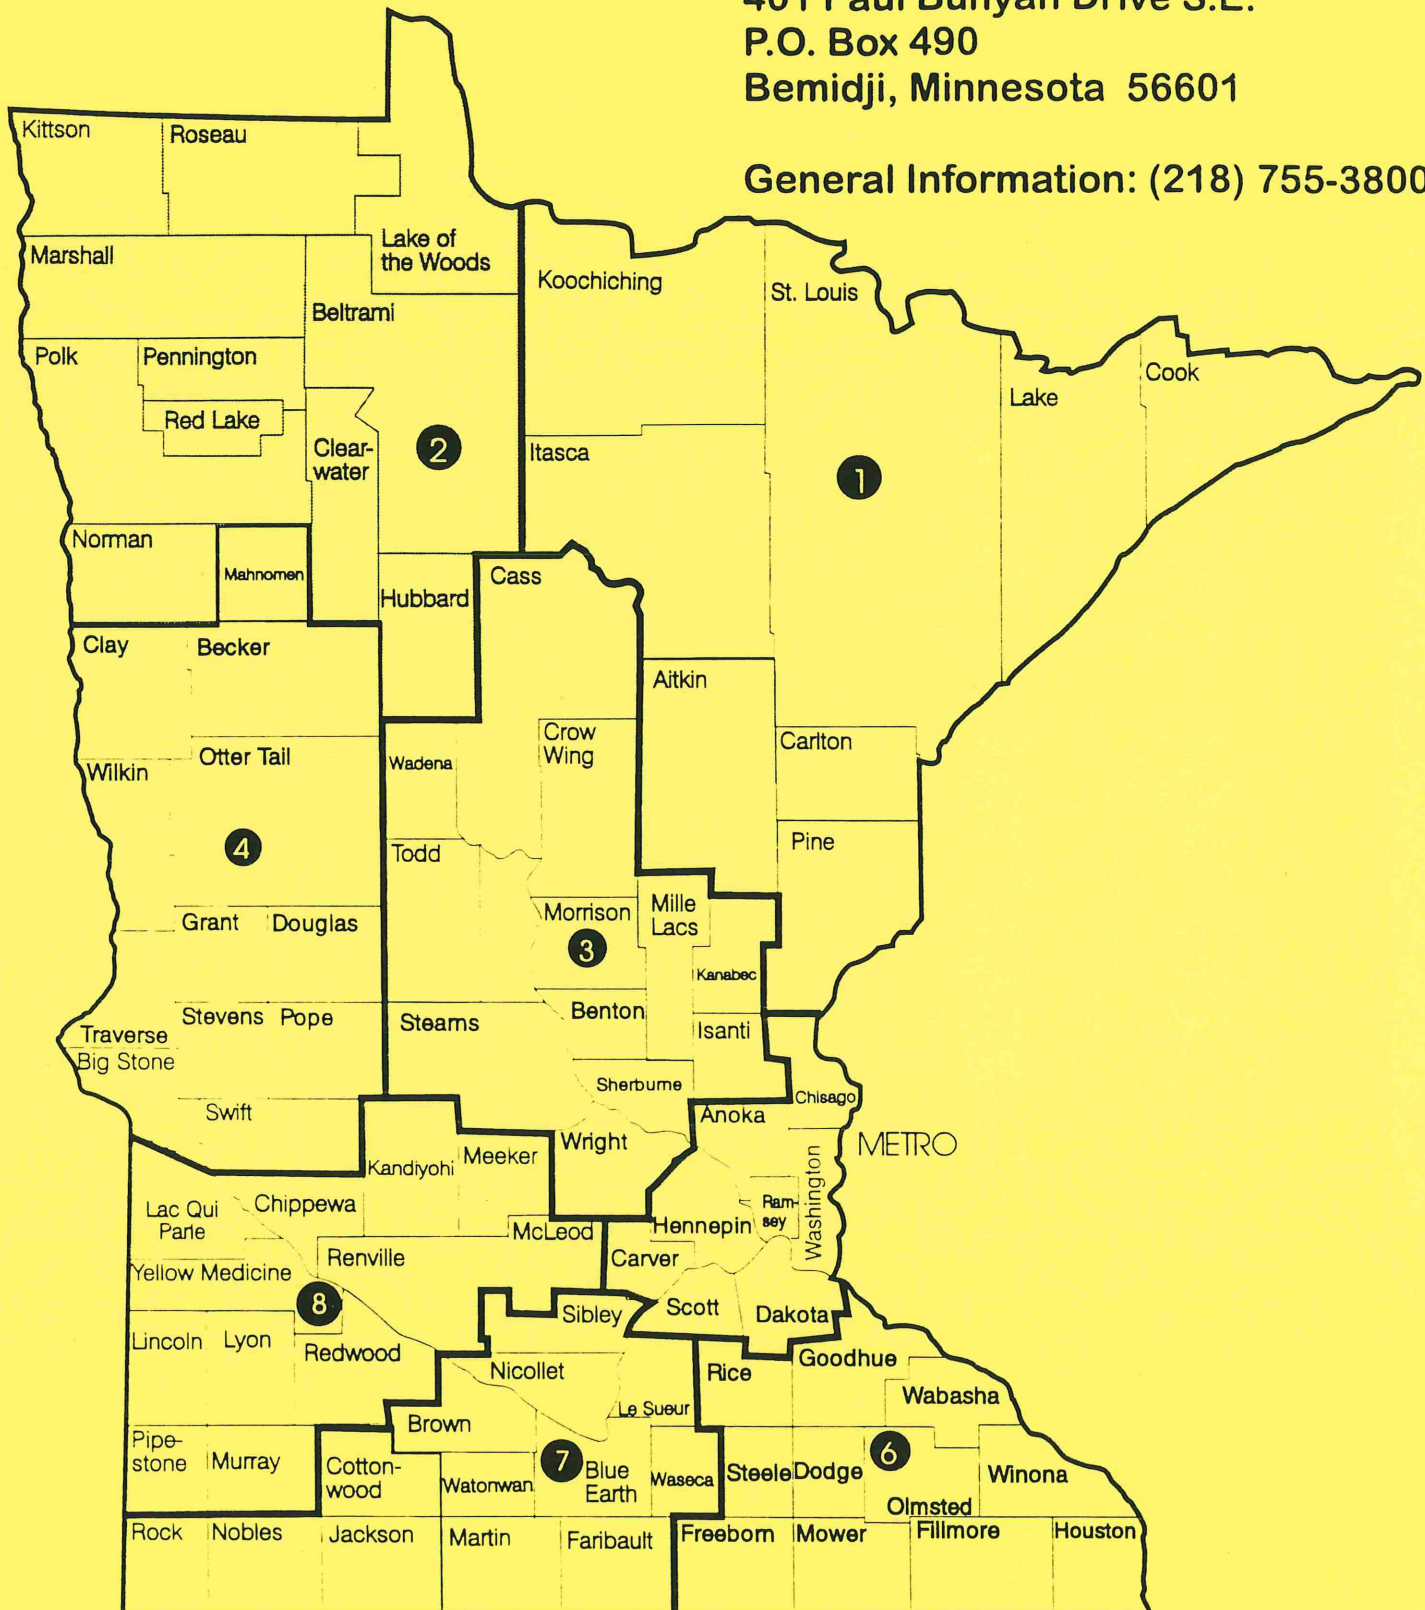 401 Paul Bunyan Drive S.E.
P.O. Box 490
Bemidji, Minnesota 56601
General Information: (218) 755-3800
Kittson
Roseau
Lake of
the Woods
Marshall
Koochiching
St. Louis
Beltrami
Polk
Pennington
Cook
Lake
Red Lake
Clear-
water
2
Itasca
1
Norman
Mahnomen
Cass
Hubbard
Clay
Becker
Aitkin
Crow
Wing
Carlton
Otter Tail
Wadena
Wilkin
4
Todd
Pine
Grant
Douglas
Morrison
Mille
Lacs
3
Kanabec
Stevens
Pope
Stearns
Benton
Isanti
Traverse
Big Stone
Sherburne
Chisago
Swift
Anoka
Wright
METRO
Kandiyohi
Meeker
Washington
Lac Qui
Parle
Chippewa
Ram-
sey
McLeod
Hennepin
Renville
Carver
Yellow Medicine
8
Sibley
Scott
Dakota
Lincoln
Lyon
Redwood
Nicollet
Rice
Goodhue
Wabasha
Le Sueur
Brown
Pipe-
stone
Murray
Cotton-
wood
7
6
Watonwan
Blue
Earth
Waseca
Steele
Dodge
Winona
Olmsted
Rock
Nobles
Jackson
Martin
Faribault
Freeborn
Mower
Fillmore
Houston